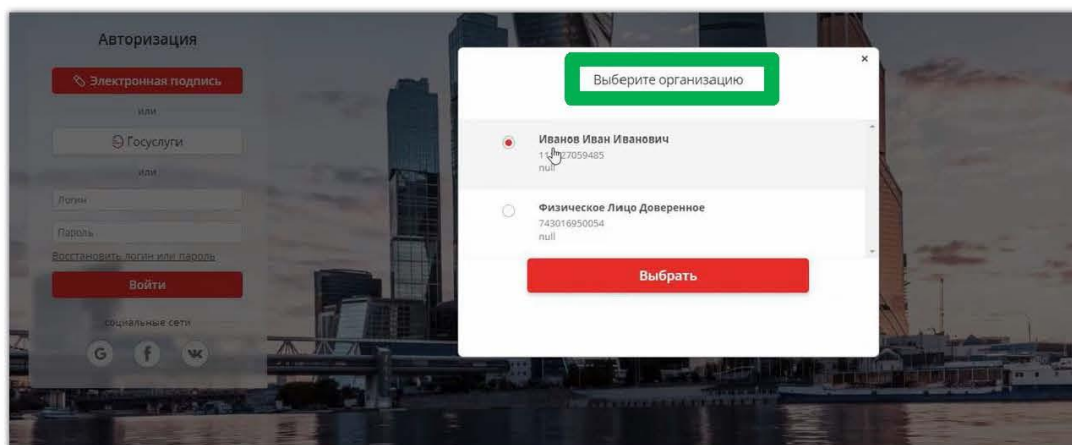 Авторизация
Электронная подпись
или
Госуслуги
или
Логин
Пароль
Восстановить логин или пароль
Войти
социальные сети
G
f
Выберите организацию
×
Иванов Иван Иванович
27059485
null
Физическое Лицо Доверенное
743016950054
null
Выбрать